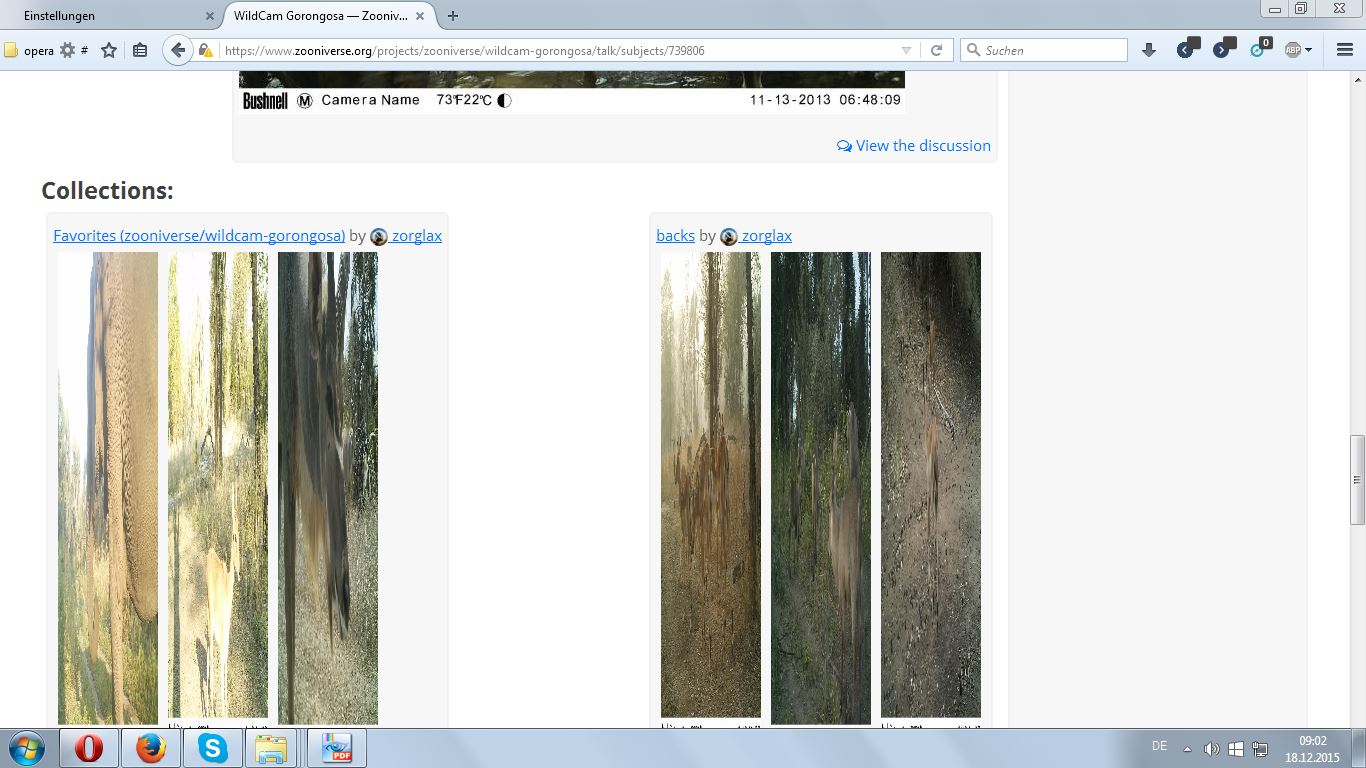 Einstellungen
WildCam Gorongosa — Zooniv...
opera
#
https://www.zooniverse.org/projects/zooniverse/wildcam-gorongosa/talk/subjects/739806
Suchen
0
ABP
Bushnell M Camera Name 73°F22°C 11-13-2013 06:48:09
View the discussion
Collections:
Favorites (zooniverse/wildcam-gorongosa) by zorglax
backs by zorglax
PDF
DE
09:02
18.12.2015